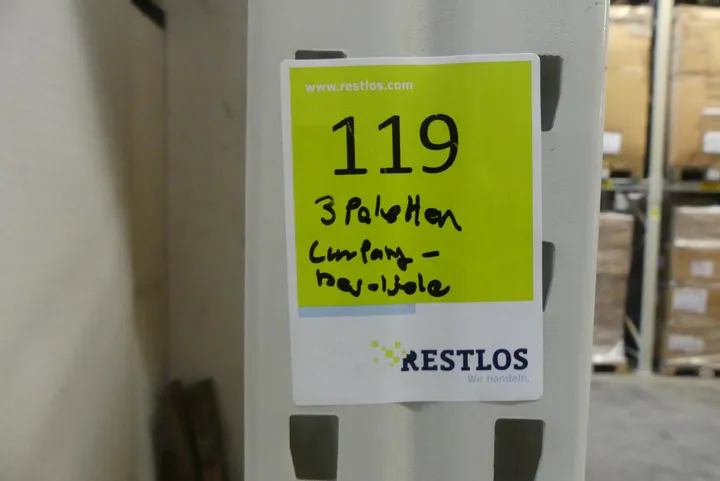 www.restlos.com
119
3 Paletten
RESTLOS
Wir handeln.